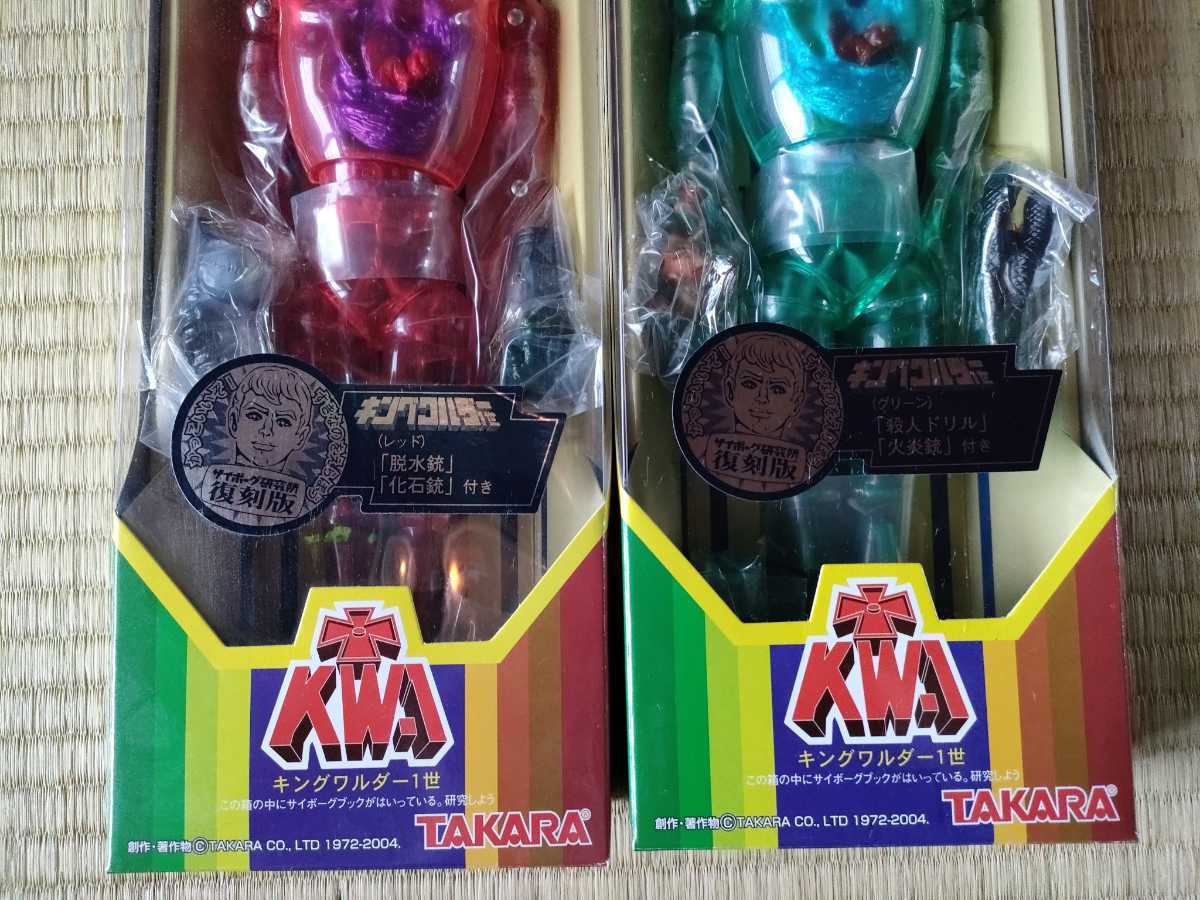 キングワルダー1世
(レッド)
「脱水銃」
「化石銃」付き
サイボーグ研究所
復刻版
KW1
キングワルダー1世
この箱の中にサイボーグブックがはいっている。研究しよう
TAKARA®
創作・著作物©TAKARA CO., LTD 1972-2004.
キングワルダー1世
(グリーン)
「殺人ドリル」
「火炎銃」付き
サイボーグ研究所
復刻版
KW1
キングワルダー1世
この箱の中にサイボーグブックがはいっている。研究しよう
TAKARA®
創作・著作物©TAKARA CO., LTD 1972-2004.